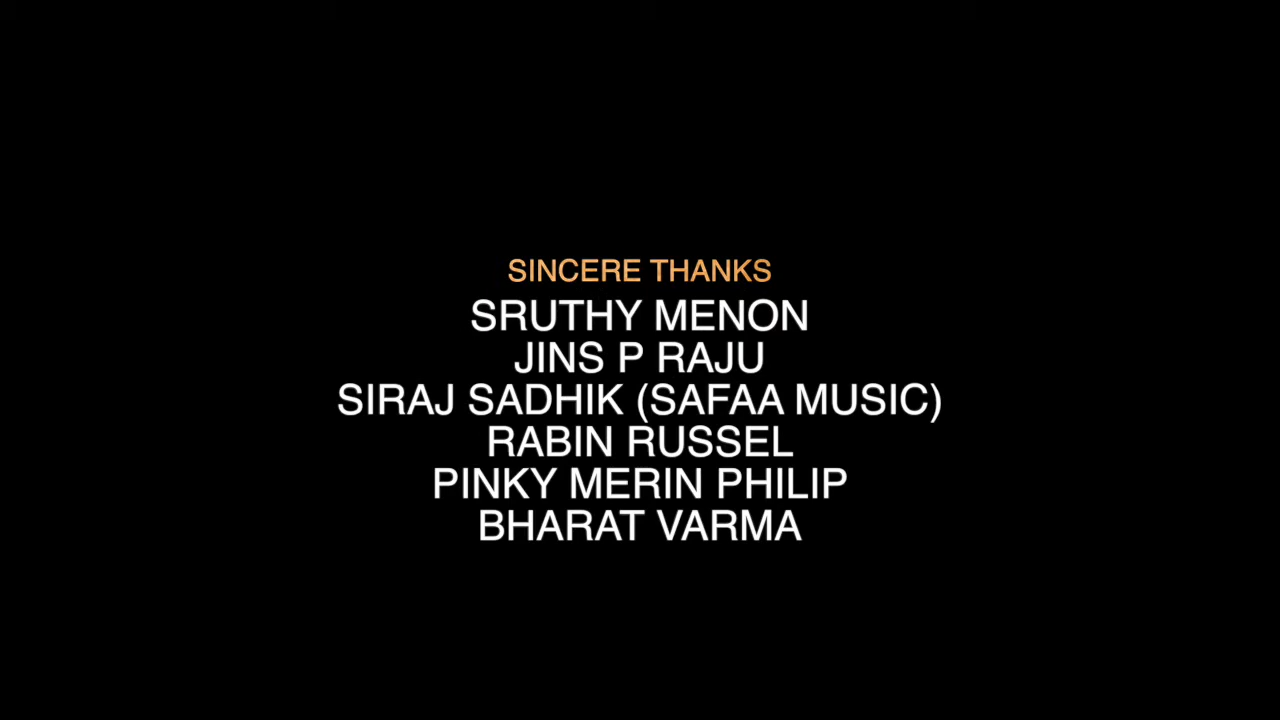 SINCERE THANKS
SRUTHY MENON
JINS P RAJU
SIRAJ SADHIK (SAFAA MUSIC)
RABIN RUSSEL
PINKY MERIN PHILIP
BHARAT VARMA